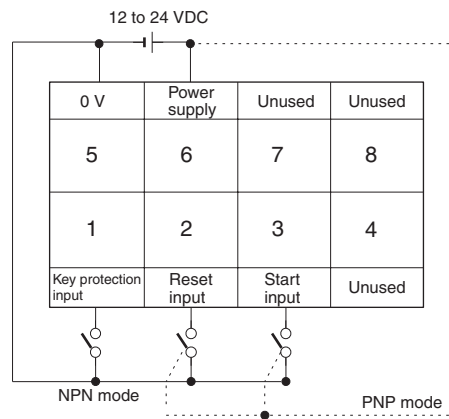 12 to 24 VDC
0 V
Power
supply
Unused
Unused
5
6
7
8
1
2
3
4
Key protection
input
Reset
input
Start
input
Unused
NPN mode
PNP mode